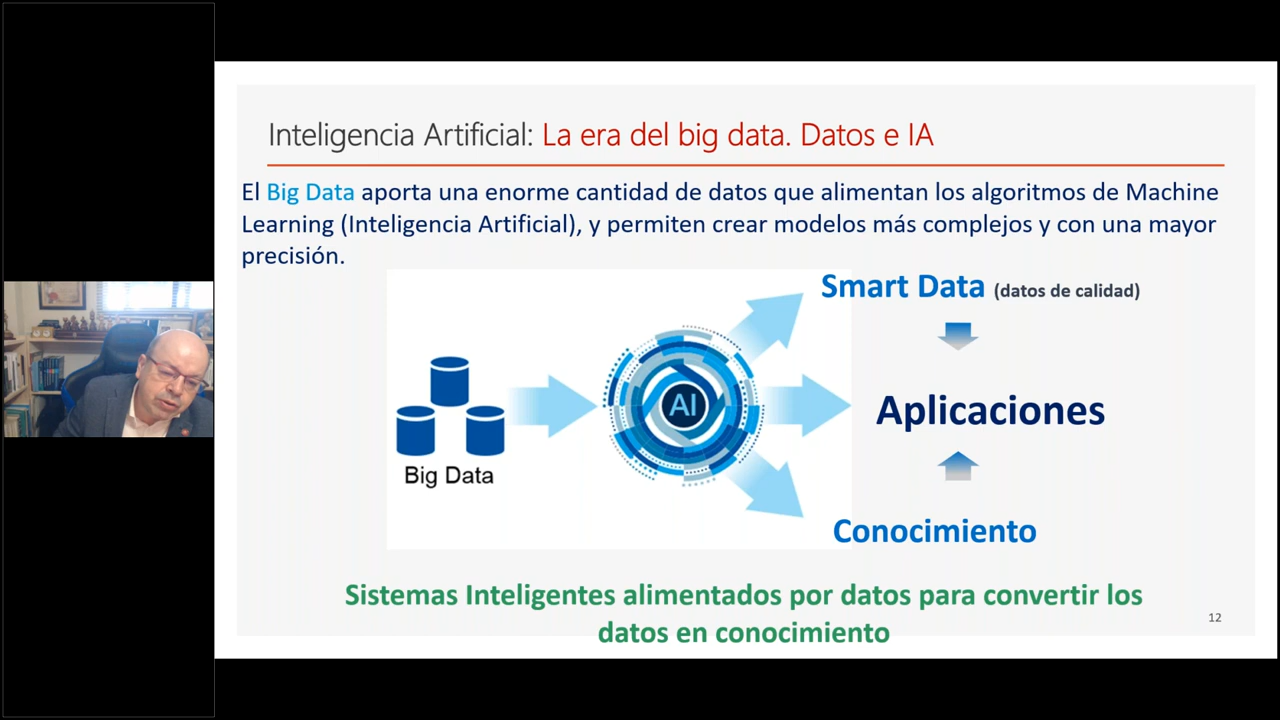 Inteligencia Artificial: La era del big data. Datos e IA
El Big Data aporta una enorme cantidad de datos que alimentan los algoritmos de Machine
Learning (Inteligencia Artificial), y permiten crear modelos más complejos y con una mayor
precisión.
Smart Data (datos de calidad)
AI
Aplicaciones
Big Data
Conocimiento
Sistemas Inteligentes alimentados por datos para convertir los
datos en conocimiento
12